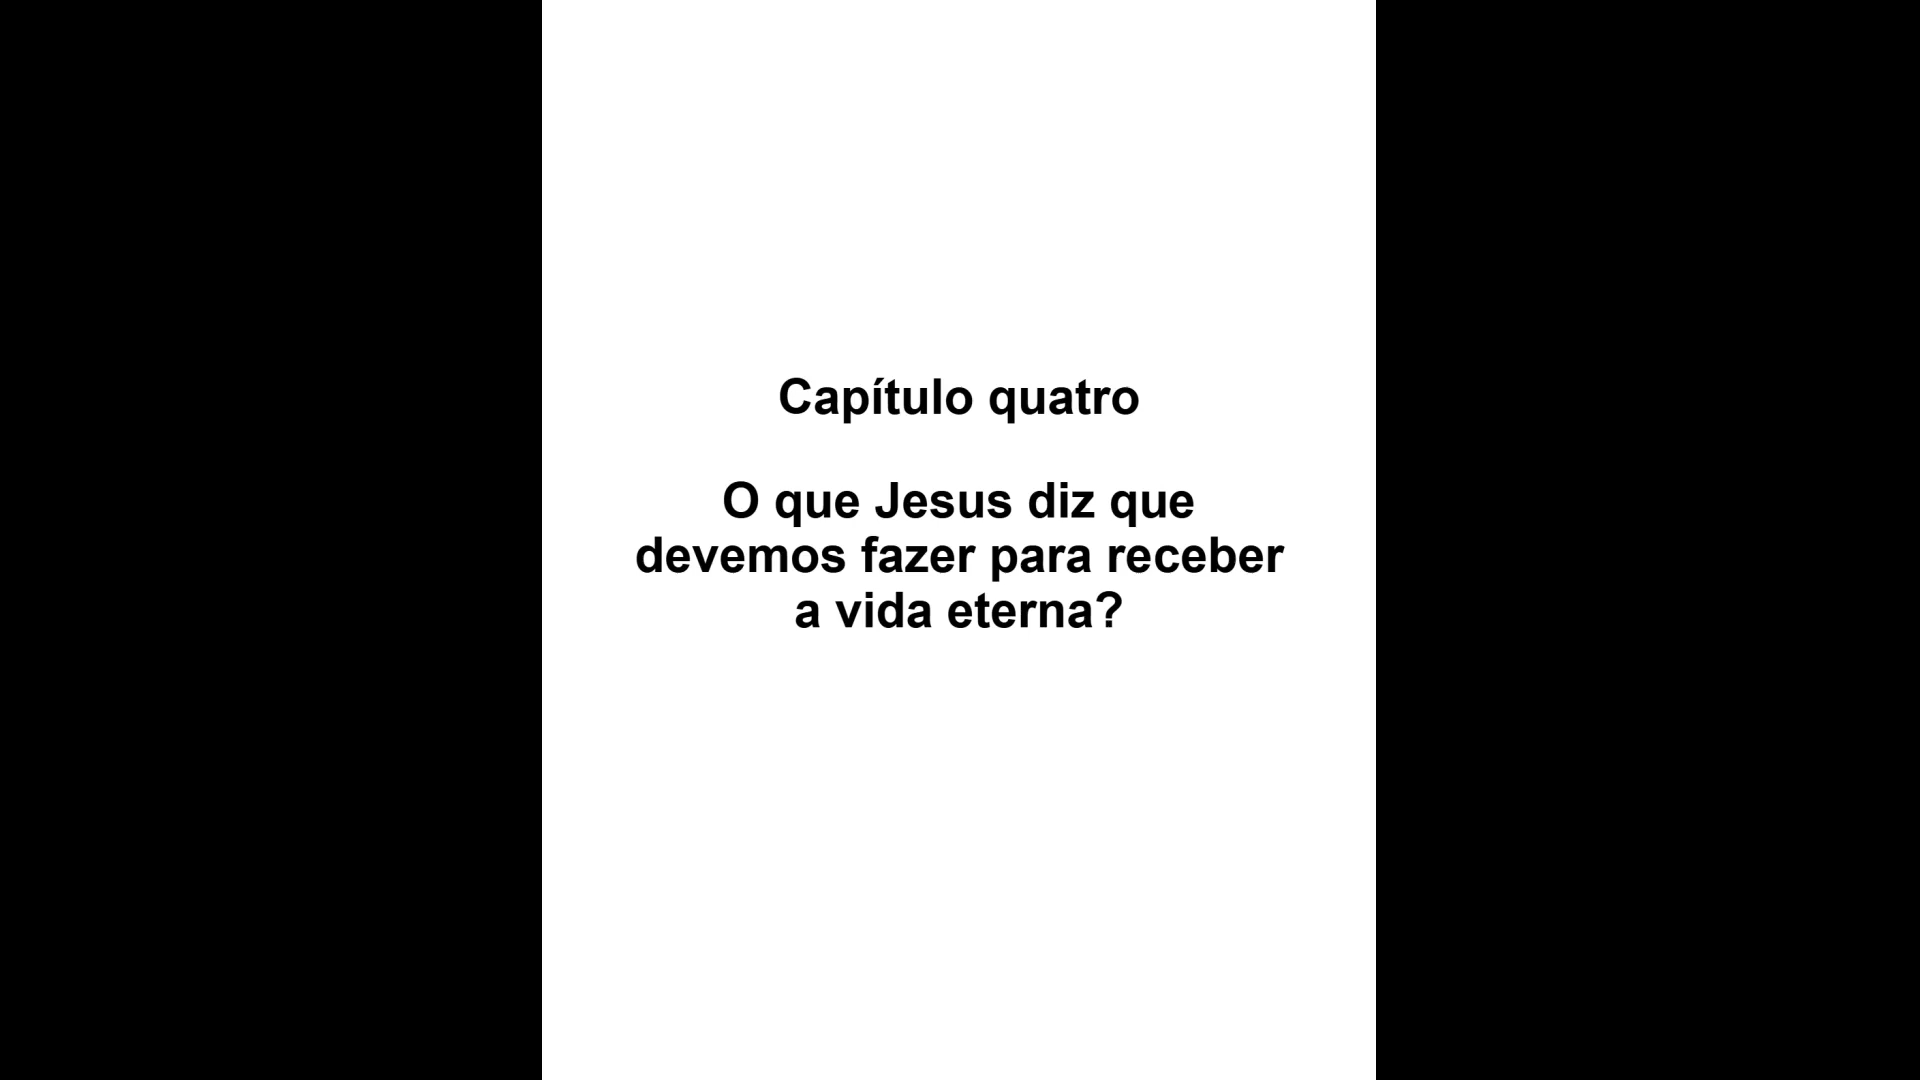 Capítulo quatro
O que Jesus diz que
devemos fazer para receber
a vida eterna?